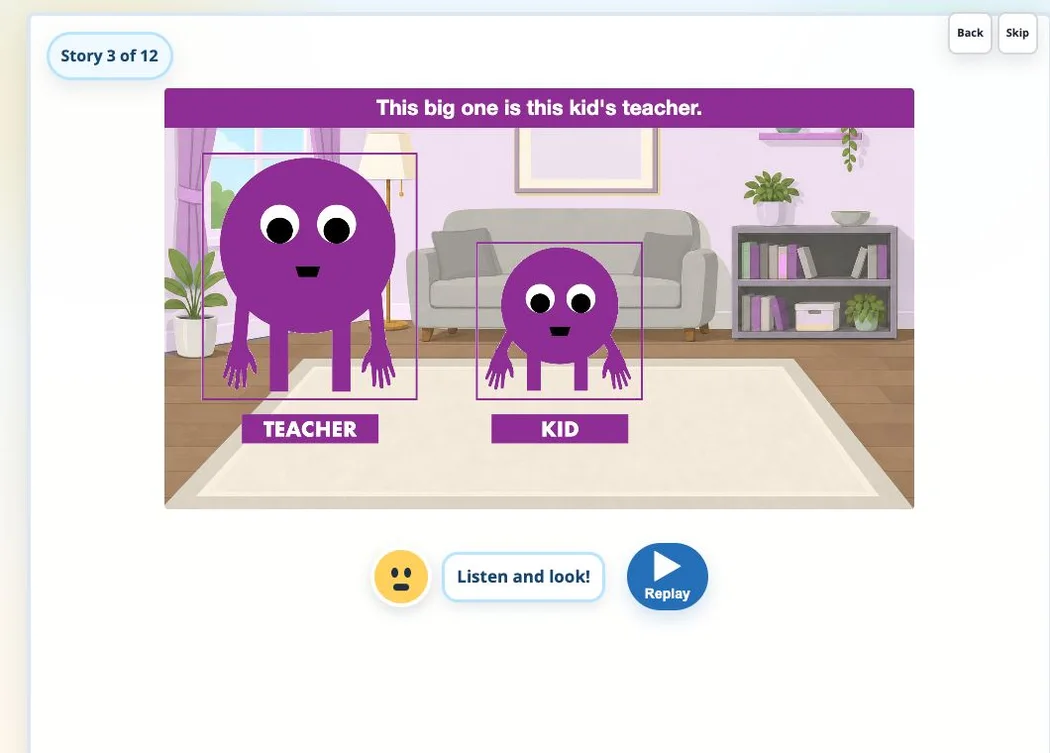 Story 3 of 12
Back
Skip
This big one is this kid's teacher.
TEACHER
KID
Listen and look!
Replay